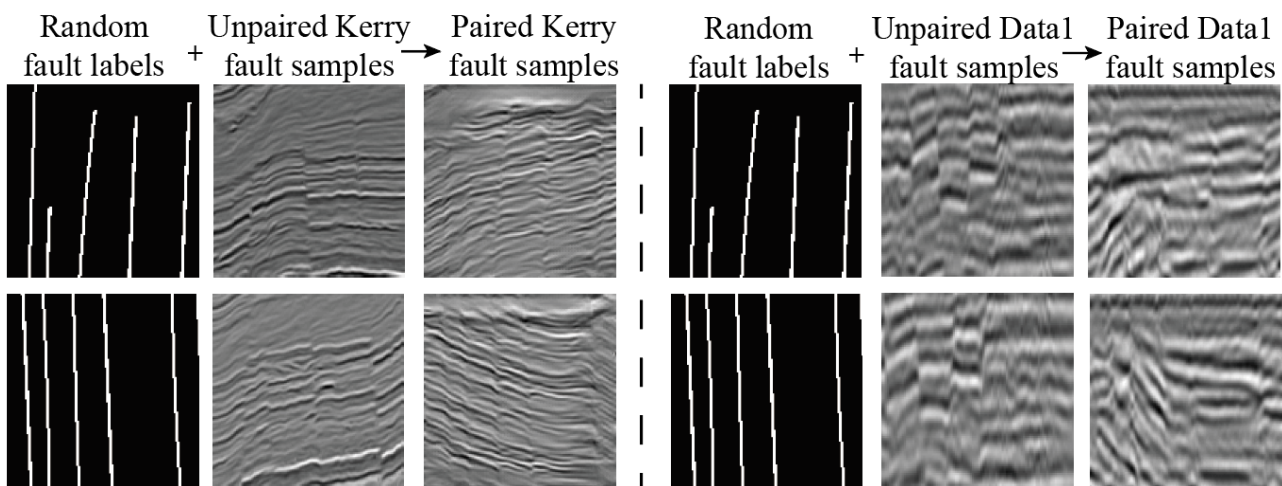 Random
fault labels
+
Unpaired Kerry
fault samples
Paired Kerry
fault samples
Random
fault labels
+
Unpaired Data1
fault samples
Paired Data1
fault samples